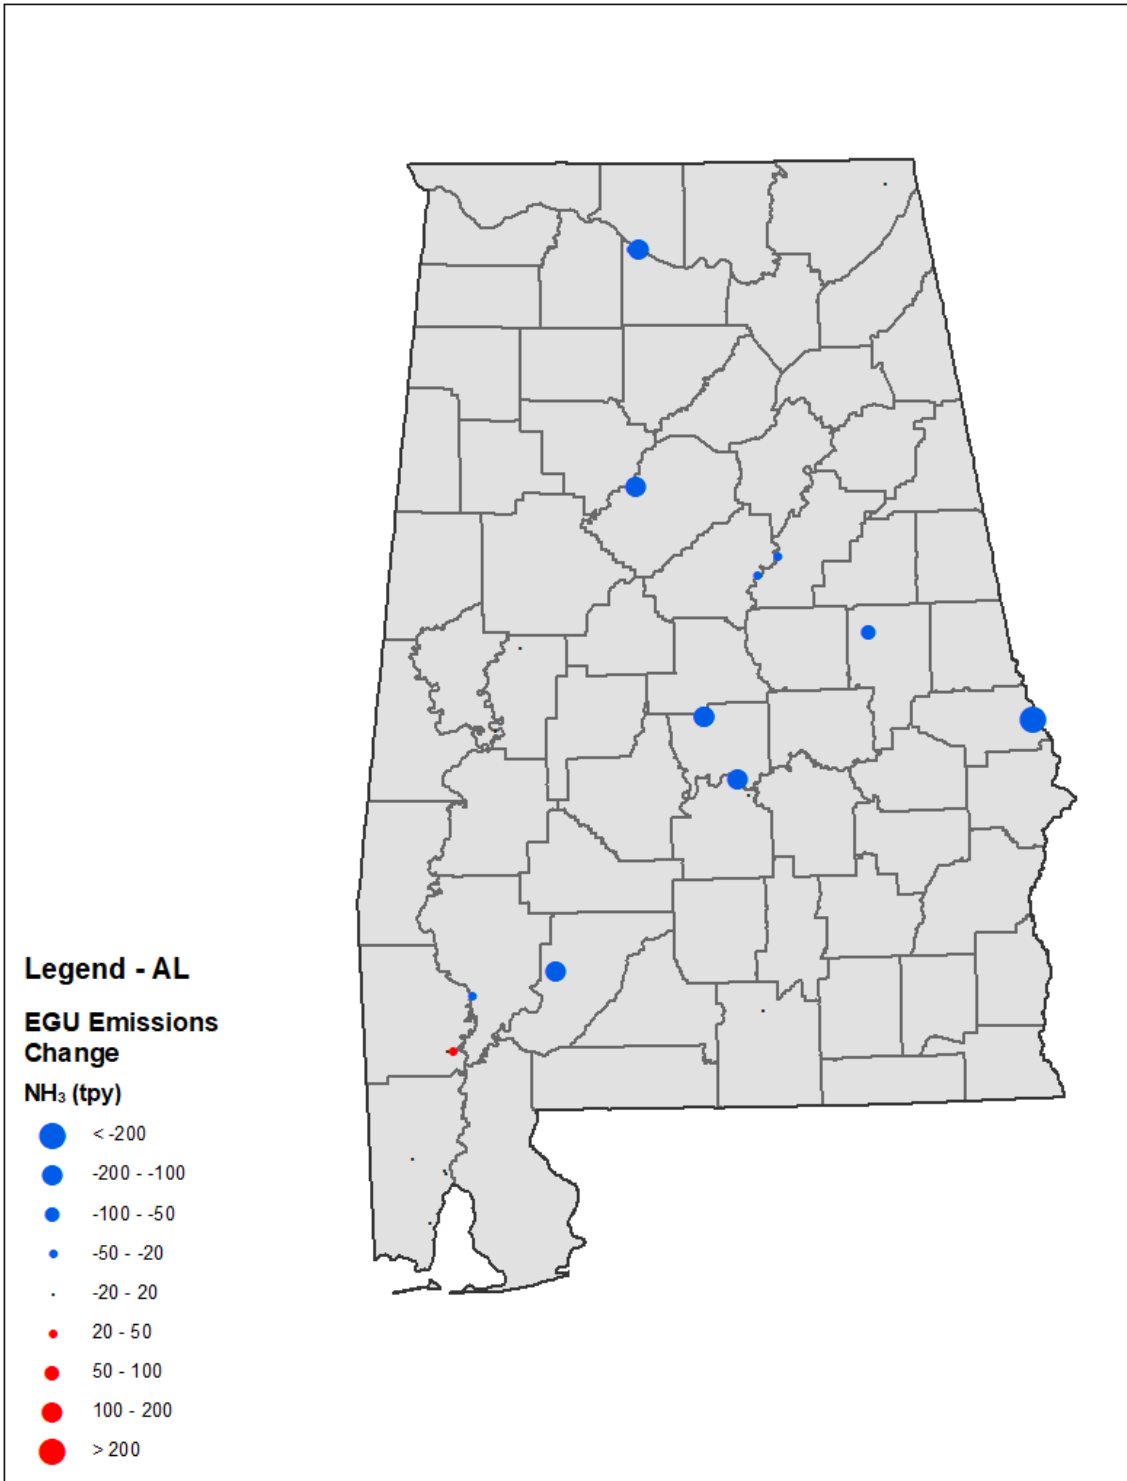 Legend - AL
EGU Emissions
Change
NH₃ (tpy)
< -200
-200 - -100
-100 - -50
-50 - -20
-20 - 20
20 - 50
50 - 100
100 - 200
> 200